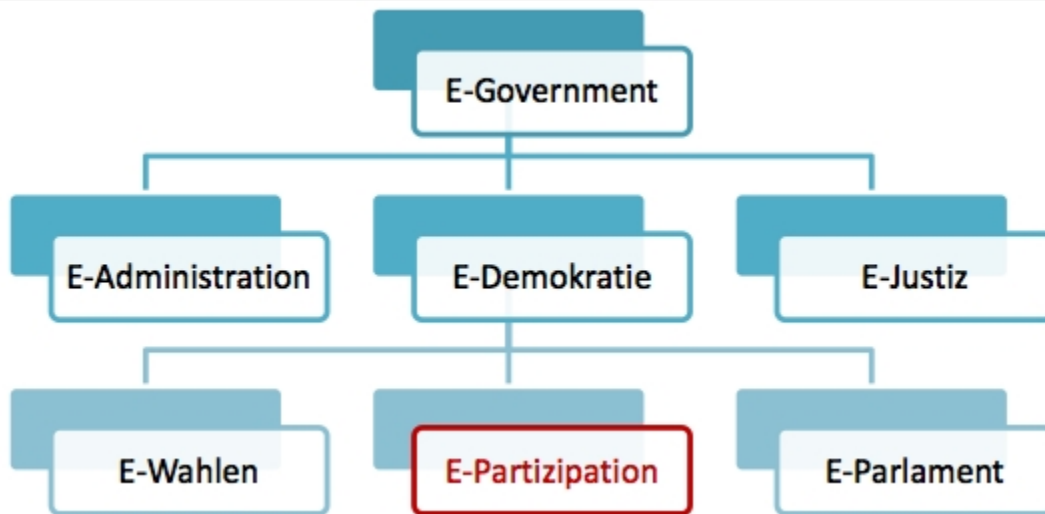 E-Government
E-Administration
E-Demokratie
E-Justiz
E-Wahlen
E-Partizipation
E-Parlament